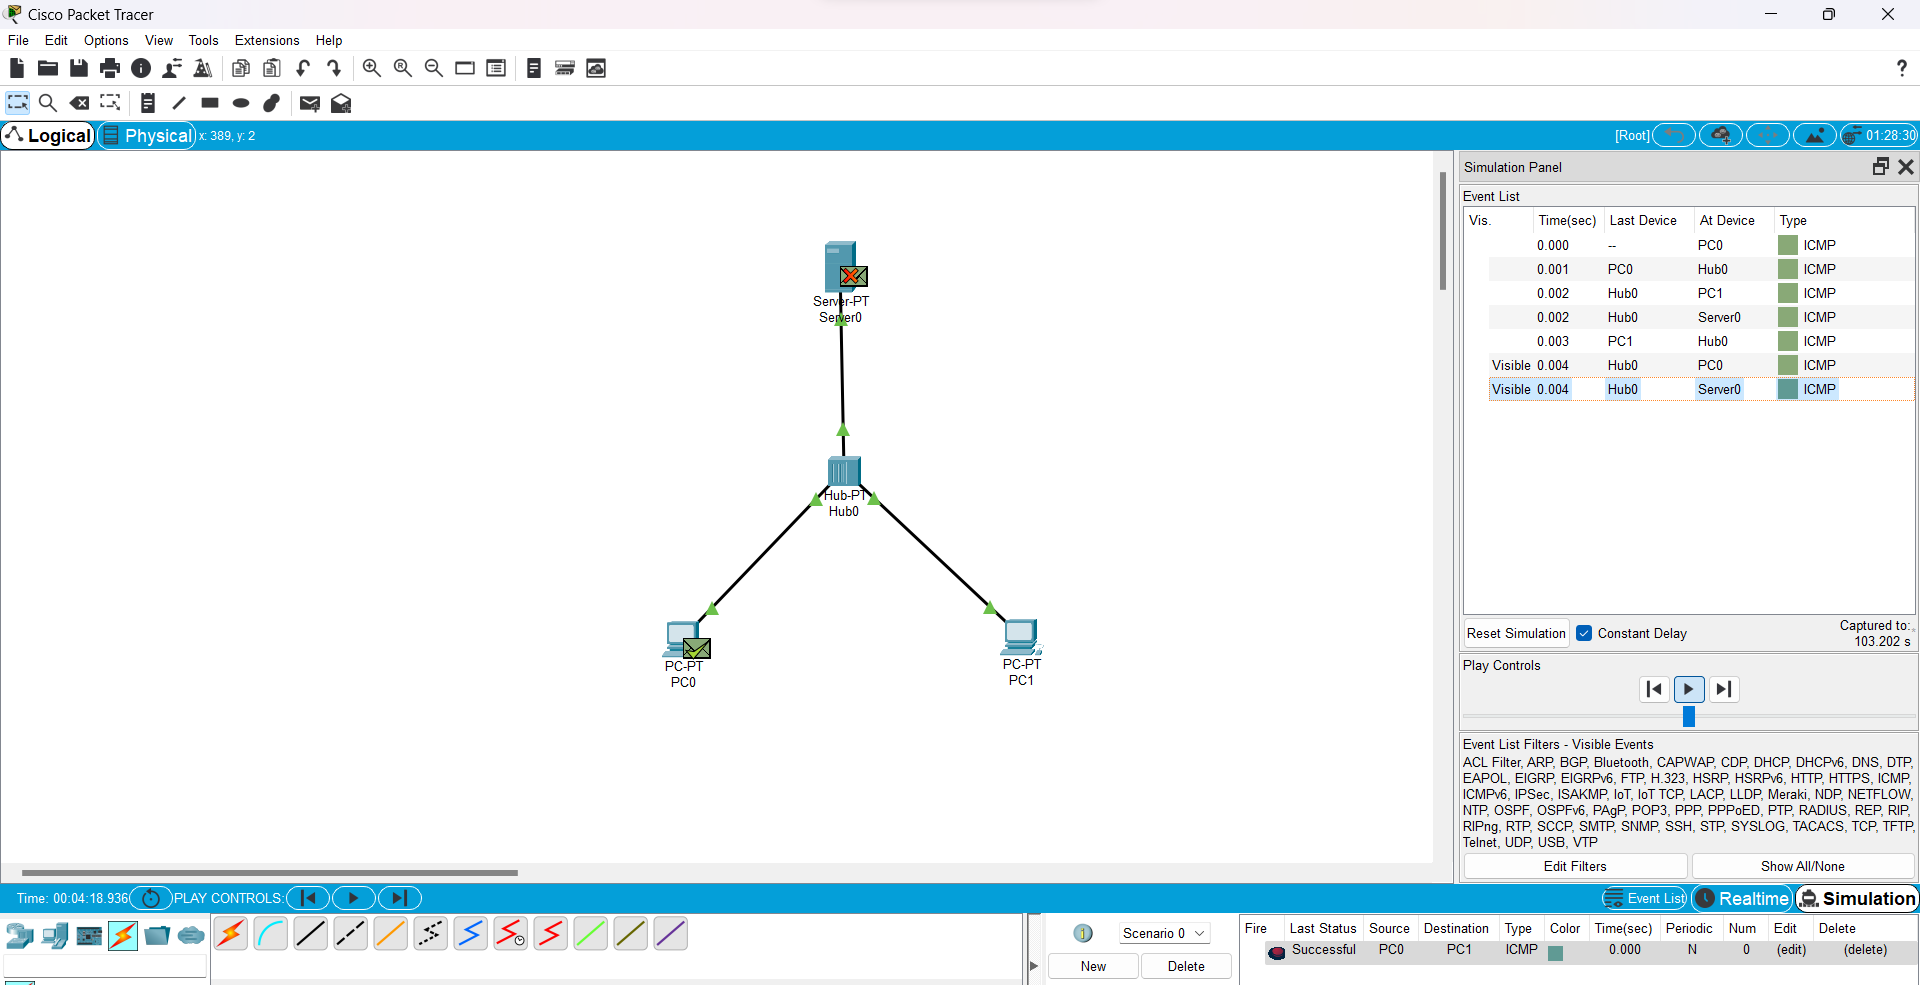 Cisco Packet Tracer
File Edit Options View Tools Extensions Help
?
Logical Physical x: 389, y: 2 [Root] 01:28:30
Simulation Panel
Event List
Vis. Time(sec) Last Device At Device Type
0.000 -- PC0 ICMP
0.001 PC0 Hub0 ICMP
0.002 Hub0 PC1 ICMP
0.002 Hub0 Server0 ICMP
0.003 PC1 Hub0 ICMP
Visible 0.004 Hub0 PC0 ICMP
Visible 0.004 Hub0 Server0 ICMP
Server-PT
Server0
Hub-PT
Hub0
PC-PT
PC0
PC-PT
PC1
Reset Simulation Constant Delay Captured to:
103.202 s
Play Controls
Event List Filters - Visible Events
ACL Filter, ARP, BGP, Bluetooth, CAPWAP, CDP, DHCP, DHCPv6, DNS, DTP,
EAPOL, EIGRP, EIGRPv6, FTP, H.323, HSRP, HSRPv6, HTTP, HTTPS, ICMP,
ICMPv6, IPSec, ISAKMP, IoT, IoT TCP, LACP, LLDP, Meraki, NDP, NETFLOW,
NTP, OSPF, OSPFv6, PAgP, POP3, PPP, PPPoED, PTP, RADIUS, REP, RIP,
RIPng, RTP, SCCP, SMTP, SNMP, SSH, STP, SYSLOG, TACACS, TCP, TFTP,
Telnet, UDP, USB, VTP
Edit Filters Show All/None
Time: 00:04:18.936 PLAY CONTROLS: Event List Realtime Simulation
1 Scenario 0
New Delete
Fire Last Status Source Destination Type Color Time(sec) Periodic Num Edit Delete
Successful PC0 PC1 ICMP 0.000 N 0 (edit) (delete)